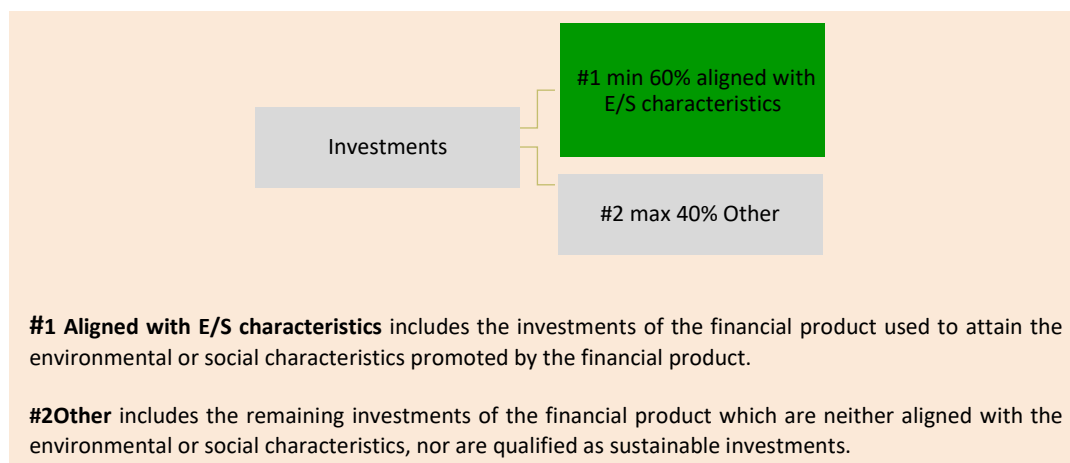 #1 min 60% aligned with
E/S characteristics
Investments
#2 max 40% Other
#1 Aligned with E/S characteristics includes the investments of the financial product used to attain the
environmental or social characteristics promoted by the financial product.
#2Other includes the remaining investments of the financial product which are neither aligned with the
environmental or social characteristics, nor are qualified as sustainable investments.